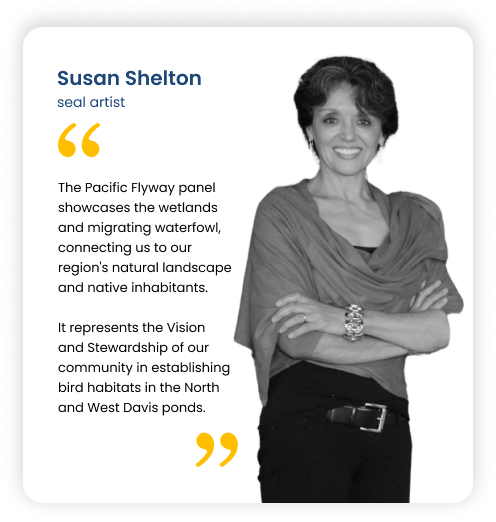 Susan Shelton
seal artist
“
The Pacific Flyway panel
showcases the wetlands
and migrating waterfowl,
connecting us to our
region's natural landscape
and native inhabitants.
It represents the Vision
and Stewardship of our
community in establishing
bird habitats in the North
and West Davis ponds.
”